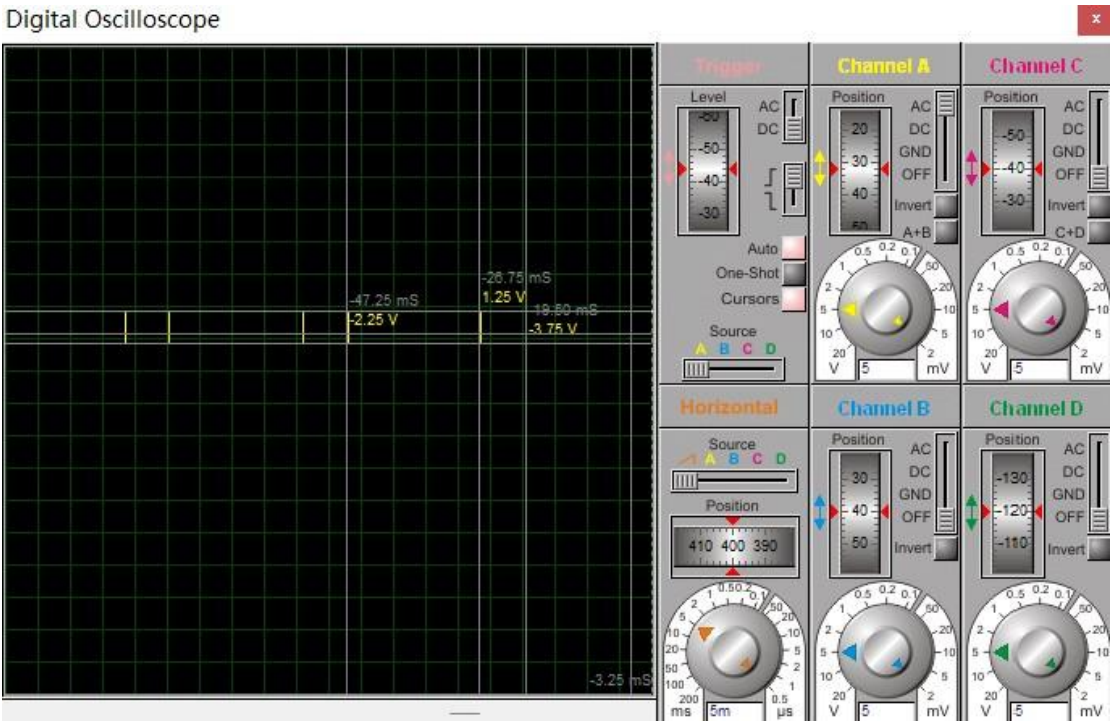 Digital Oscilloscope
x
-26.75 mS
1.25 V
-47.25 mS
-2.25 V
-19.50 mS
-3.75 V
-3.25 mS
Trigger
Level
-60
-50
-40
-30
AC
DC
Auto
One-Shot
Cursors
Source
A B C D
Channel A
Position
20
30
40
50
AC
DC
GND
OFF
Invert
A+B
20 10 5 2 1 0.5 0.2 0.1 50 20 10 5 2
V
5
mV
Channel C
Position
-50
-40
-30
AC
DC
GND
OFF
Invert
C+D
20 10 5 2 1 0.5 0.2 0.1 50 20 10 5 2
V
5
mV
Horizontal
Source
A B C D
Position
410 400 390
200 100 50 20 10 5 2 1 0.5 0.2 0.1 50 20 10 5 2 1 0.5
ms
5m
µs
Channel B
Position
30
40
50
AC
DC
GND
OFF
Invert
20 10 5 2 1 0.5 0.2 0.1 50 20 10 5 2
V
5
mV
Channel D
Position
-130
-120
-110
AC
DC
GND
OFF
Invert
20 10 5 2 1 0.5 0.2 0.1 50 20 10 5 2
V
5
mV